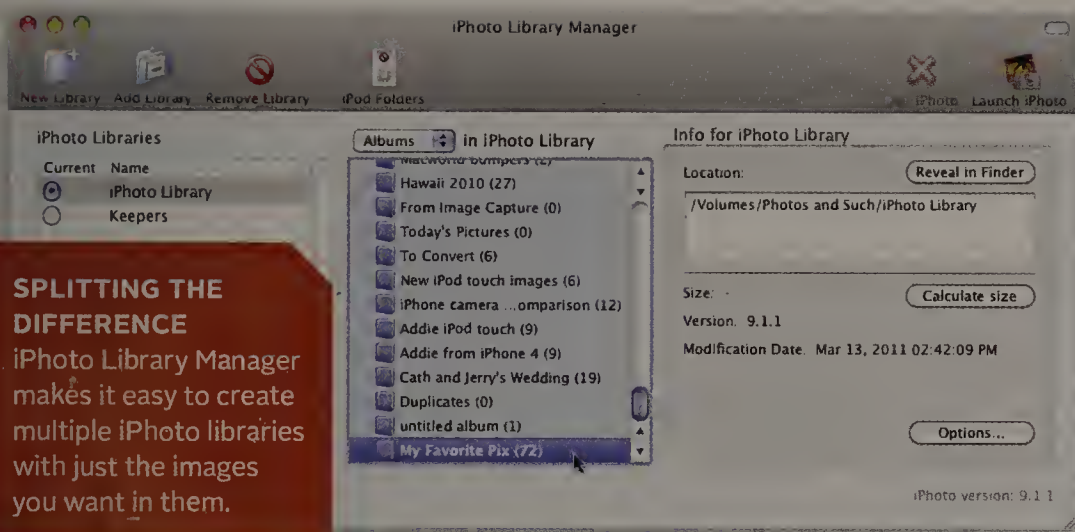 iPhoto Library Manager
New Library Add Library Remove Library iPod Folders iPhoto Launch iPhoto
iPhoto Libraries
Current Name
iPhoto Library
Keepers
SPLITTING THE
DIFFERENCE
iPhoto Library Manager
makes it easy to create
multiple iPhoto libraries
with just the images
you want in them.
Albums in iPhoto Library
Macworld bumpers (2)
Hawaii 2010 (27)
From Image Capture (0)
Today's Pictures (0)
To Convert (6)
New iPod touch images (6)
iPhone camera ...omparison (12)
Addie iPod touch (9)
Addie from iPhone 4 (9)
Cath and Jerry's Wedding (19)
Duplicates (0)
untitled album (1)
My Favorite Pix (72)
Info for iPhoto Library
Location: Reveal in Finder
/Volumes/Photos and Such/iPhoto Library
Size: - Calculate size
Version: 9.1.1
Modification Date: Mar 13, 2011 02:42:09 PM
Options...
iPhoto version: 9.1.1